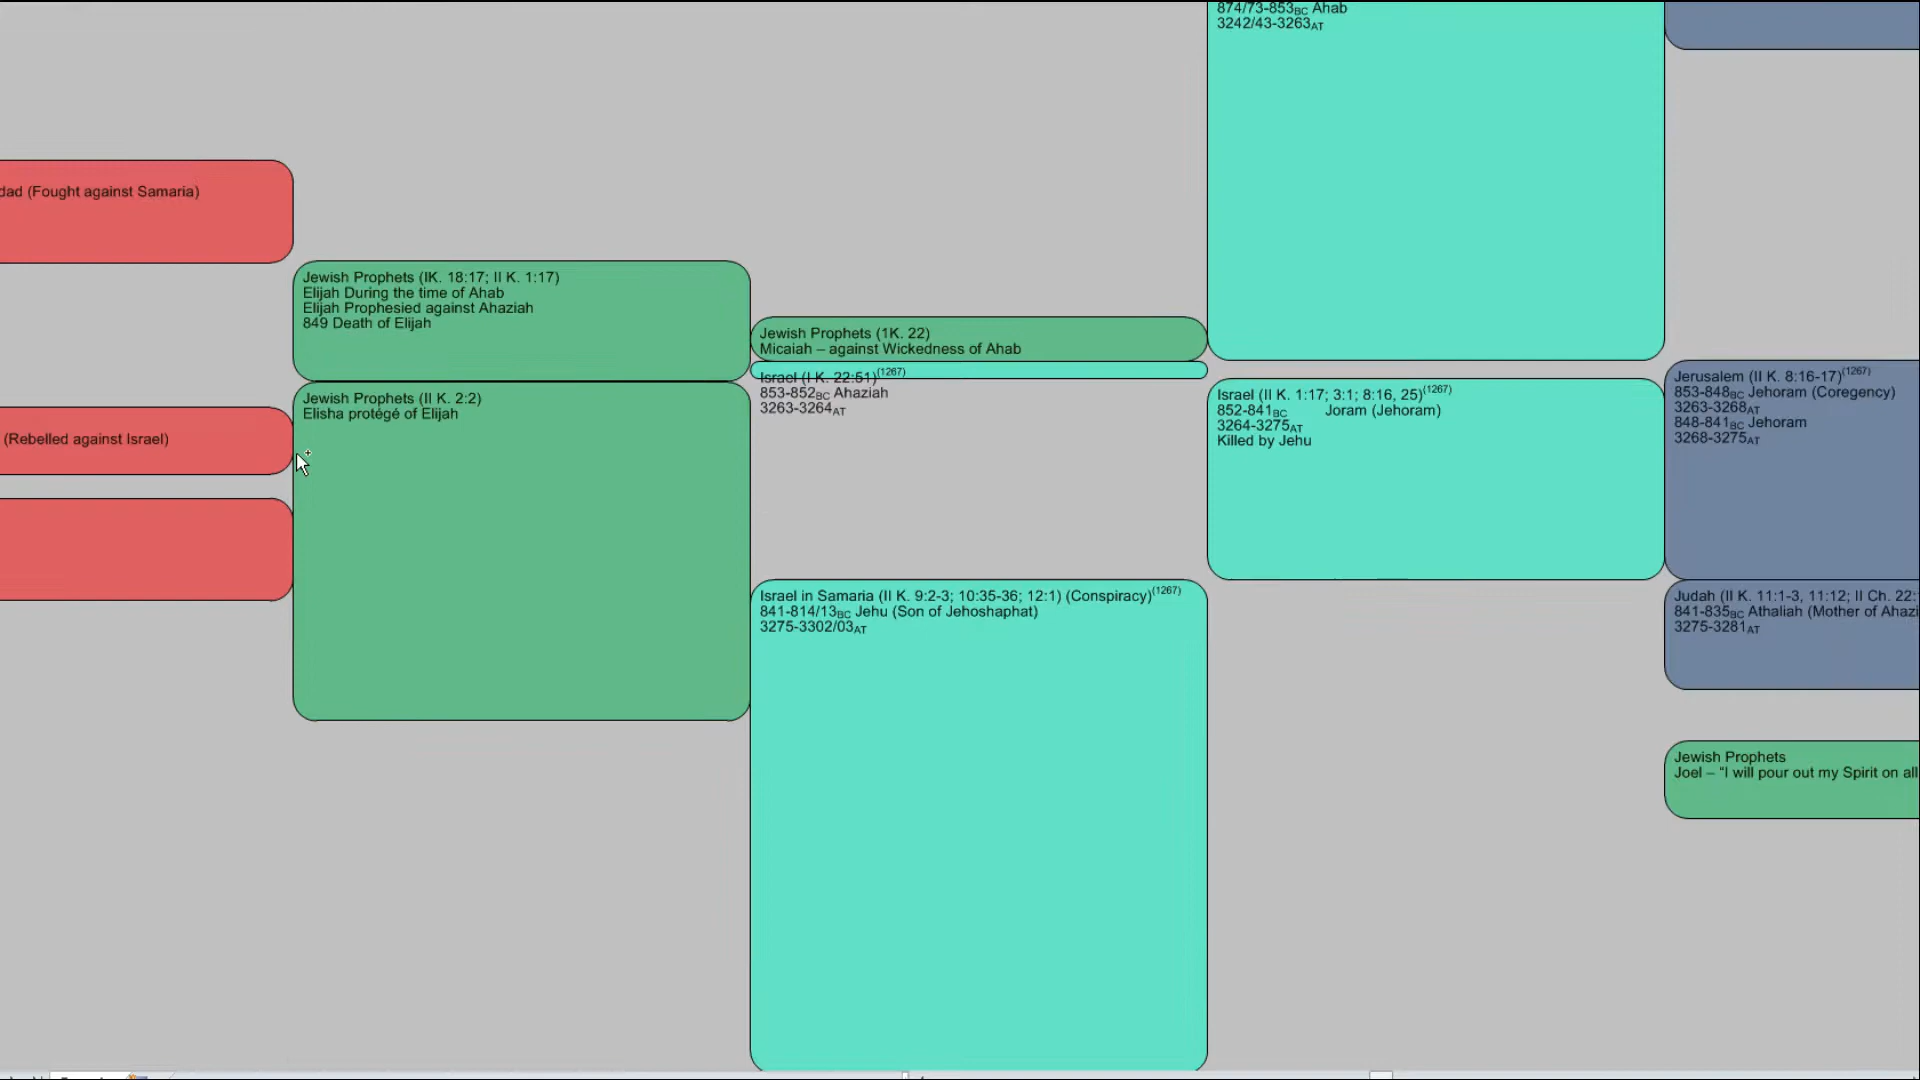 874/73-853BC Ahab
3242/43-3263AT
dad (Fought against Samaria)
Jewish Prophets (IK. 18:17; II K. 1:17)
Elijah During the time of Ahab
Elijah Prophesied against Ahaziah
849 Death of Elijah
Jewish Prophets (1K. 22)
Micaiah – against Wickedness of Ahab
Israel (I K. 22:51)(1267)
853-852BC Ahaziah
3263-3264AT
Jewish Prophets (II K. 2:2)
Elisha protégé of Elijah
(Rebelled against Israel)
Israel (II K. 1:17; 3:1; 8:16, 25)(1267)
852-841BC Joram (Jehoram)
3264-3275AT
Killed by Jehu
Jerusalem (II K. 8:16-17)(1267)
853-848BC Jehoram (Coregency)
3263-3268AT
848-841BC Jehoram
3268-3275AT
Israel in Samaria (II K. 9:2-3; 10:35-36; 12:1) (Conspiracy)(1267)
841-814/13BC Jehu (Son of Jehoshaphat)
3275-3302/03AT
Judah (II K. 11:1-3, 11:12; II Ch. 22:
841-835BC Athaliah (Mother of Ahazi
3275-3281AT
Jewish Prophets
Joel – "I will pour out my Spirit on all